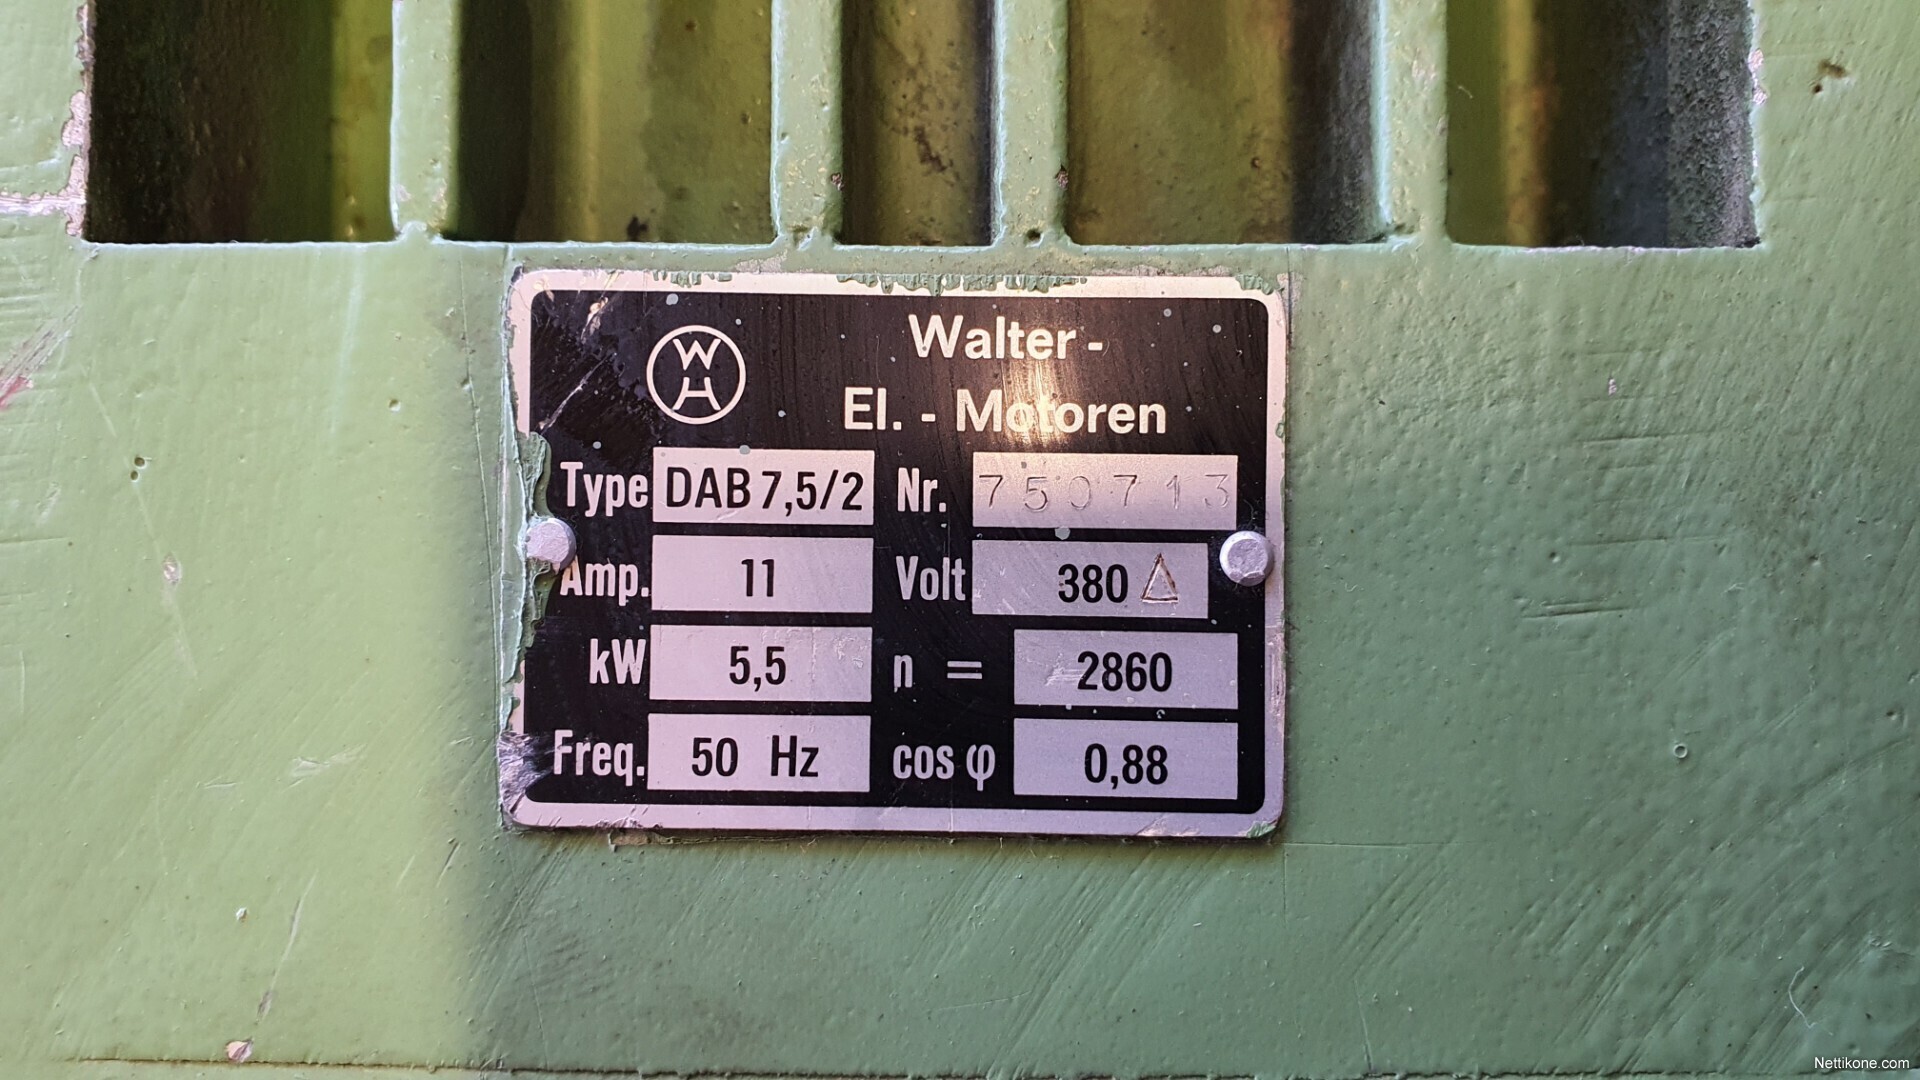 WH
Walter -
El. - Motoren
Type DAB 7,5/2 Nr. 750713
Amp. 11 Volt 380 △
kW 5,5 n = 2860
Freq. 50 Hz cos φ 0,88
Nettikone.com